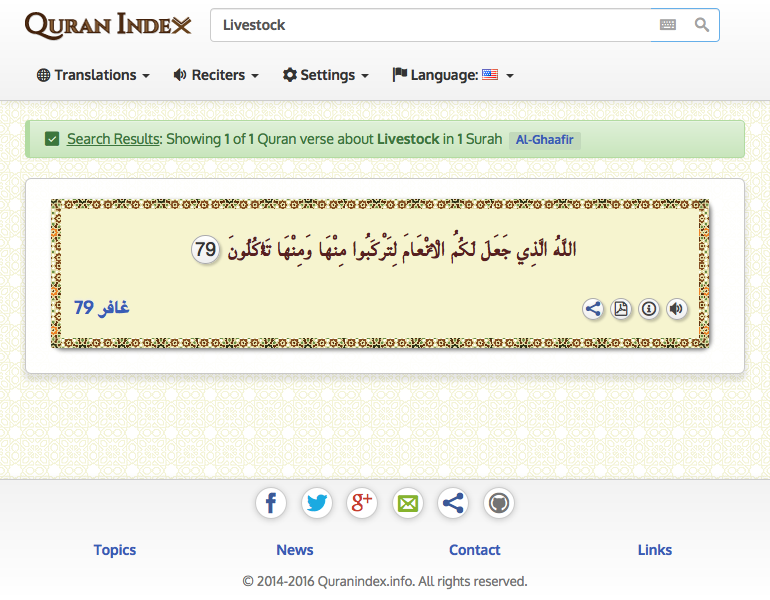 QURAN INDEX
Livestock
Translations
Reciters
Settings
Language:
Search Results: Showing 1 of 1 Quran verse about Livestock in 1 Surah Al-Ghaafir
اللَّهُ الَّذِي جَعَلَ لَكُمُ الْأَنْعَامَ لِتَرْكَبُوا مِنْهَا وَمِنْهَا تَأْكُلُونَ 79
غافر 79
Topics
News
Contact
Links
© 2014-2016 Quranindex.info. All rights reserved.